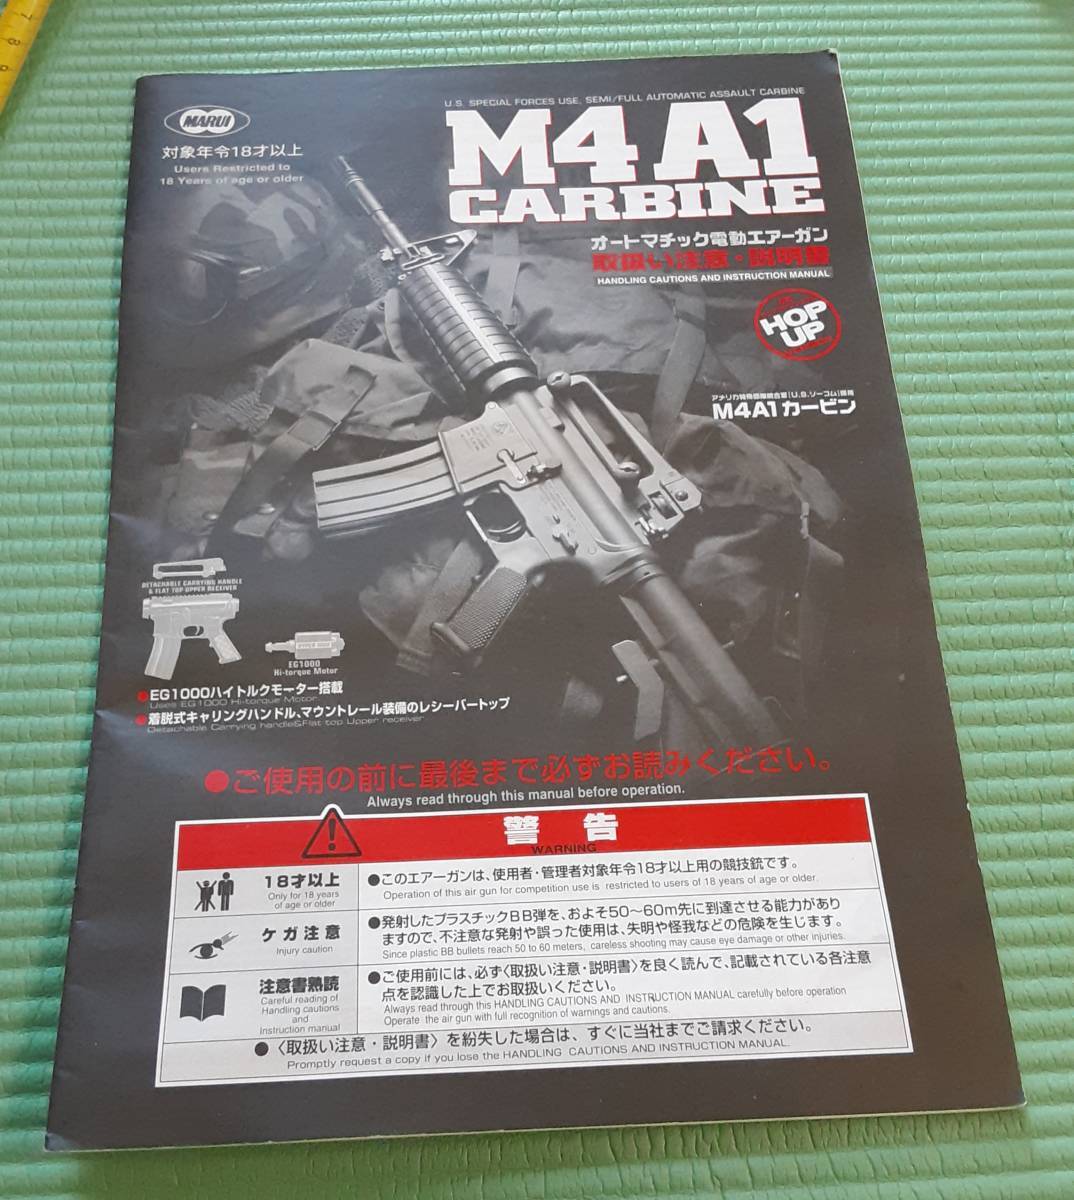 U.S. SPECIAL FORCES USE, SEMI/FULL AUTOMATIC ASSAULT CARBINE
M4 A1
CARBINE
MARUI
対象年令18才以上
Users Restricted to
18 Years of age or older
オートマチック電動エアーガン
取扱い注意・説明書
HANDLING CAUTIONS AND INSTRUCTION MANUAL
HOP
UP
M4A1カービン
DETACHABLE CARRYING HANDLE
& FLAT TOP UPPER RECEIVER
EG1000
Hi-torque Motor
●EG1000ハイトルクモーター搭載
Uses EG1000 Hi-torque Motor
●着脱式キャリングハンドル、マウントレール装備のレシーバートップ
Detachable Carrying handle&Flat top Upper receiver
●ご使用の前に最後まで必ずお読みください。
Always read through this manual before operation.
警告
WARNING
18才以上
Only for 18 years
of age or older
●このエアーガンは、使用者・管理者対象年令18才以上用の競技銃です。
Operation of this air gun for competition use is restricted to users of 18 years of age or older.
ケガ注意
Injury caution
●発射したプラスチックBB弾を、およそ50〜60m先に到達させる能力があり
ますので、不注意な発射や誤った使用は、失明や怪我などの危険を生じます。
Since plastic BB bullets reach 50 to 60 meters, careless shooting may cause eye damage or other injuries.
注意書熟読
Careful reading of
Handling cautions
and
Instruction manual
●ご使用前には、必ず〈取扱い注意・説明書〉を良く読んで、記載されている各注意
点を認識した上でお取扱いください。
Always read through this HANDLING CAUTIONS AND INSTRUCTION MANUAL carefully before operation
Operate the air gun with full recognition of warnings and cautions.
●〈取扱い注意・説明書〉を紛失した場合は、すぐに当社までご請求ください。
Promptly request a copy if you lose the HANDLING CAUTIONS AND INSTRUCTION MANUAL.
7
8
9